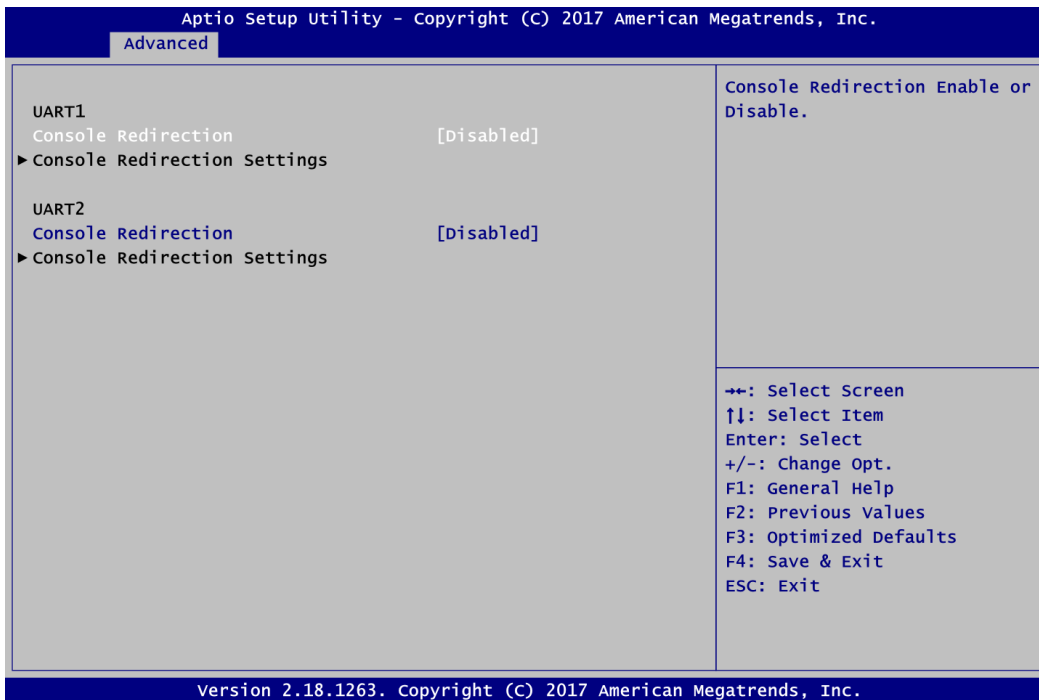 Aptio Setup Utility - Copyright (C) 2017 American Megatrends, Inc.
Advanced
UART1
Console Redirection [Disabled]
▶ Console Redirection Settings
UART2
Console Redirection [Disabled]
▶ Console Redirection Settings
Console Redirection Enable or
Disable.
→←: Select Screen
↑↓: Select Item
Enter: Select
+/-: Change Opt.
F1: General Help
F2: Previous Values
F3: Optimized Defaults
F4: Save & Exit
ESC: Exit
Version 2.18.1263. Copyright (C) 2017 American Megatrends, Inc.